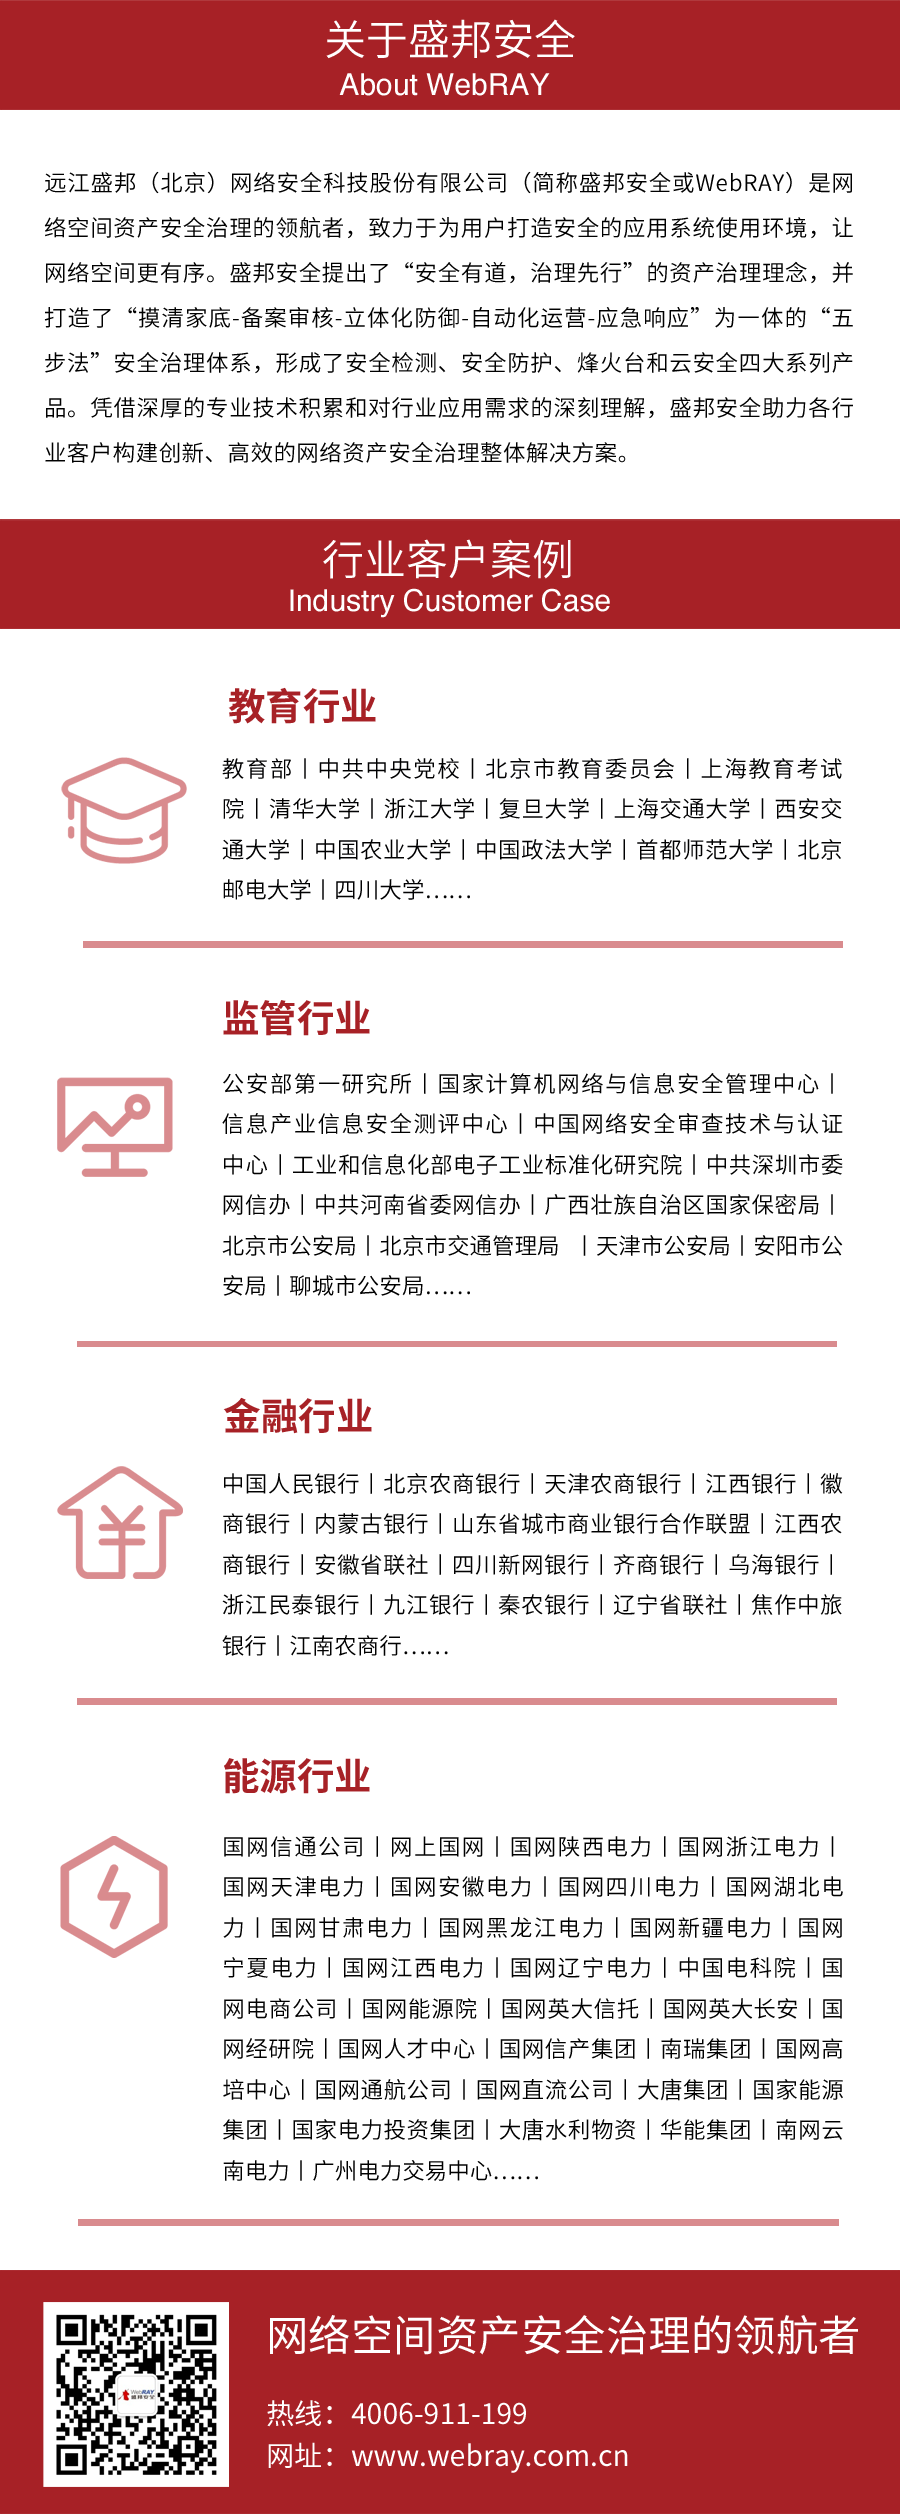 关于盛邦安全
About WebRAY
远江盛邦（北京）网络安全科技股份有限公司（简称盛邦安全或WebRAY）是网
络空间资产安全治理的领航者，致力于为用户打造安全的应用系统使用环境，让
网络空间更有序。盛邦安全提出了“安全有道，治理先行”的资产治理理念，并
打造了“摸清家底-备案审核-立体化防御-自动化运营-应急响应”为一体的“五
步法”安全治理体系，形成了安全检测、安全防护、烽火台和云安全四大系列产
品。凭借深厚的专业技术积累和对行业应用需求的深刻理解，盛邦安全助力各行
业客户构建创新、高效的网络资产安全治理整体解决方案。
行业客户案例
Industry Customer Case
教育行业
教育部丨中共中央党校丨北京市教育委员会丨上海教育考试
院丨清华大学丨浙江大学丨复旦大学丨上海交通大学丨西安交
通大学丨中国农业大学丨中国政法大学丨首都师范大学丨北京
邮电大学丨四川大学……
监管行业
公安部第一研究所丨国家计算机网络与信息安全管理中心丨
信息产业信息安全测评中心丨中国网络安全审查技术与认证
中心丨工业和信息化部电子工业标准化研究院丨中共深圳市委
网信办丨中共河南省委网信办丨广西壮族自治区国家保密局丨
北京市公安局丨北京市交通管理局 丨天津市公安局丨安阳市公
安局丨聊城市公安局……
金融行业
中国人民银行丨北京农商银行丨天津农商银行丨江西银行丨徽
商银行丨内蒙古银行丨山东省城市商业银行合作联盟丨江西农
商银行丨安徽省联社丨四川新网银行丨齐商银行丨乌海银行丨
浙江民泰银行丨九江银行丨秦农银行丨辽宁省联社丨焦作中旅
银行丨江南农商行……
能源行业
国网信通公司丨网上国网丨国网陕西电力丨国网浙江电力丨
国网天津电力丨国网安徽电力丨国网四川电力丨国网湖北电
力丨国网甘肃电力丨国网黑龙江电力丨国网新疆电力丨国网
宁夏电力丨国网江西电力丨国网辽宁电力丨中国电科院丨国
网电商公司丨国网能源院丨国网英大信托丨国网英大长安丨国
网经研院丨国网人才中心丨国网信产集团丨南瑞集团丨国网高
培中心丨国网通航公司丨国网直流公司丨大唐集团丨国家能源
集团丨国家电力投资集团丨大唐水利物资丨华能集团丨南网云
南电力丨广州电力交易中心……
WebRAY
盛邦安全
网络空间资产安全治理的领航者
热线：4006-911-199
网址：www.webray.com.cn